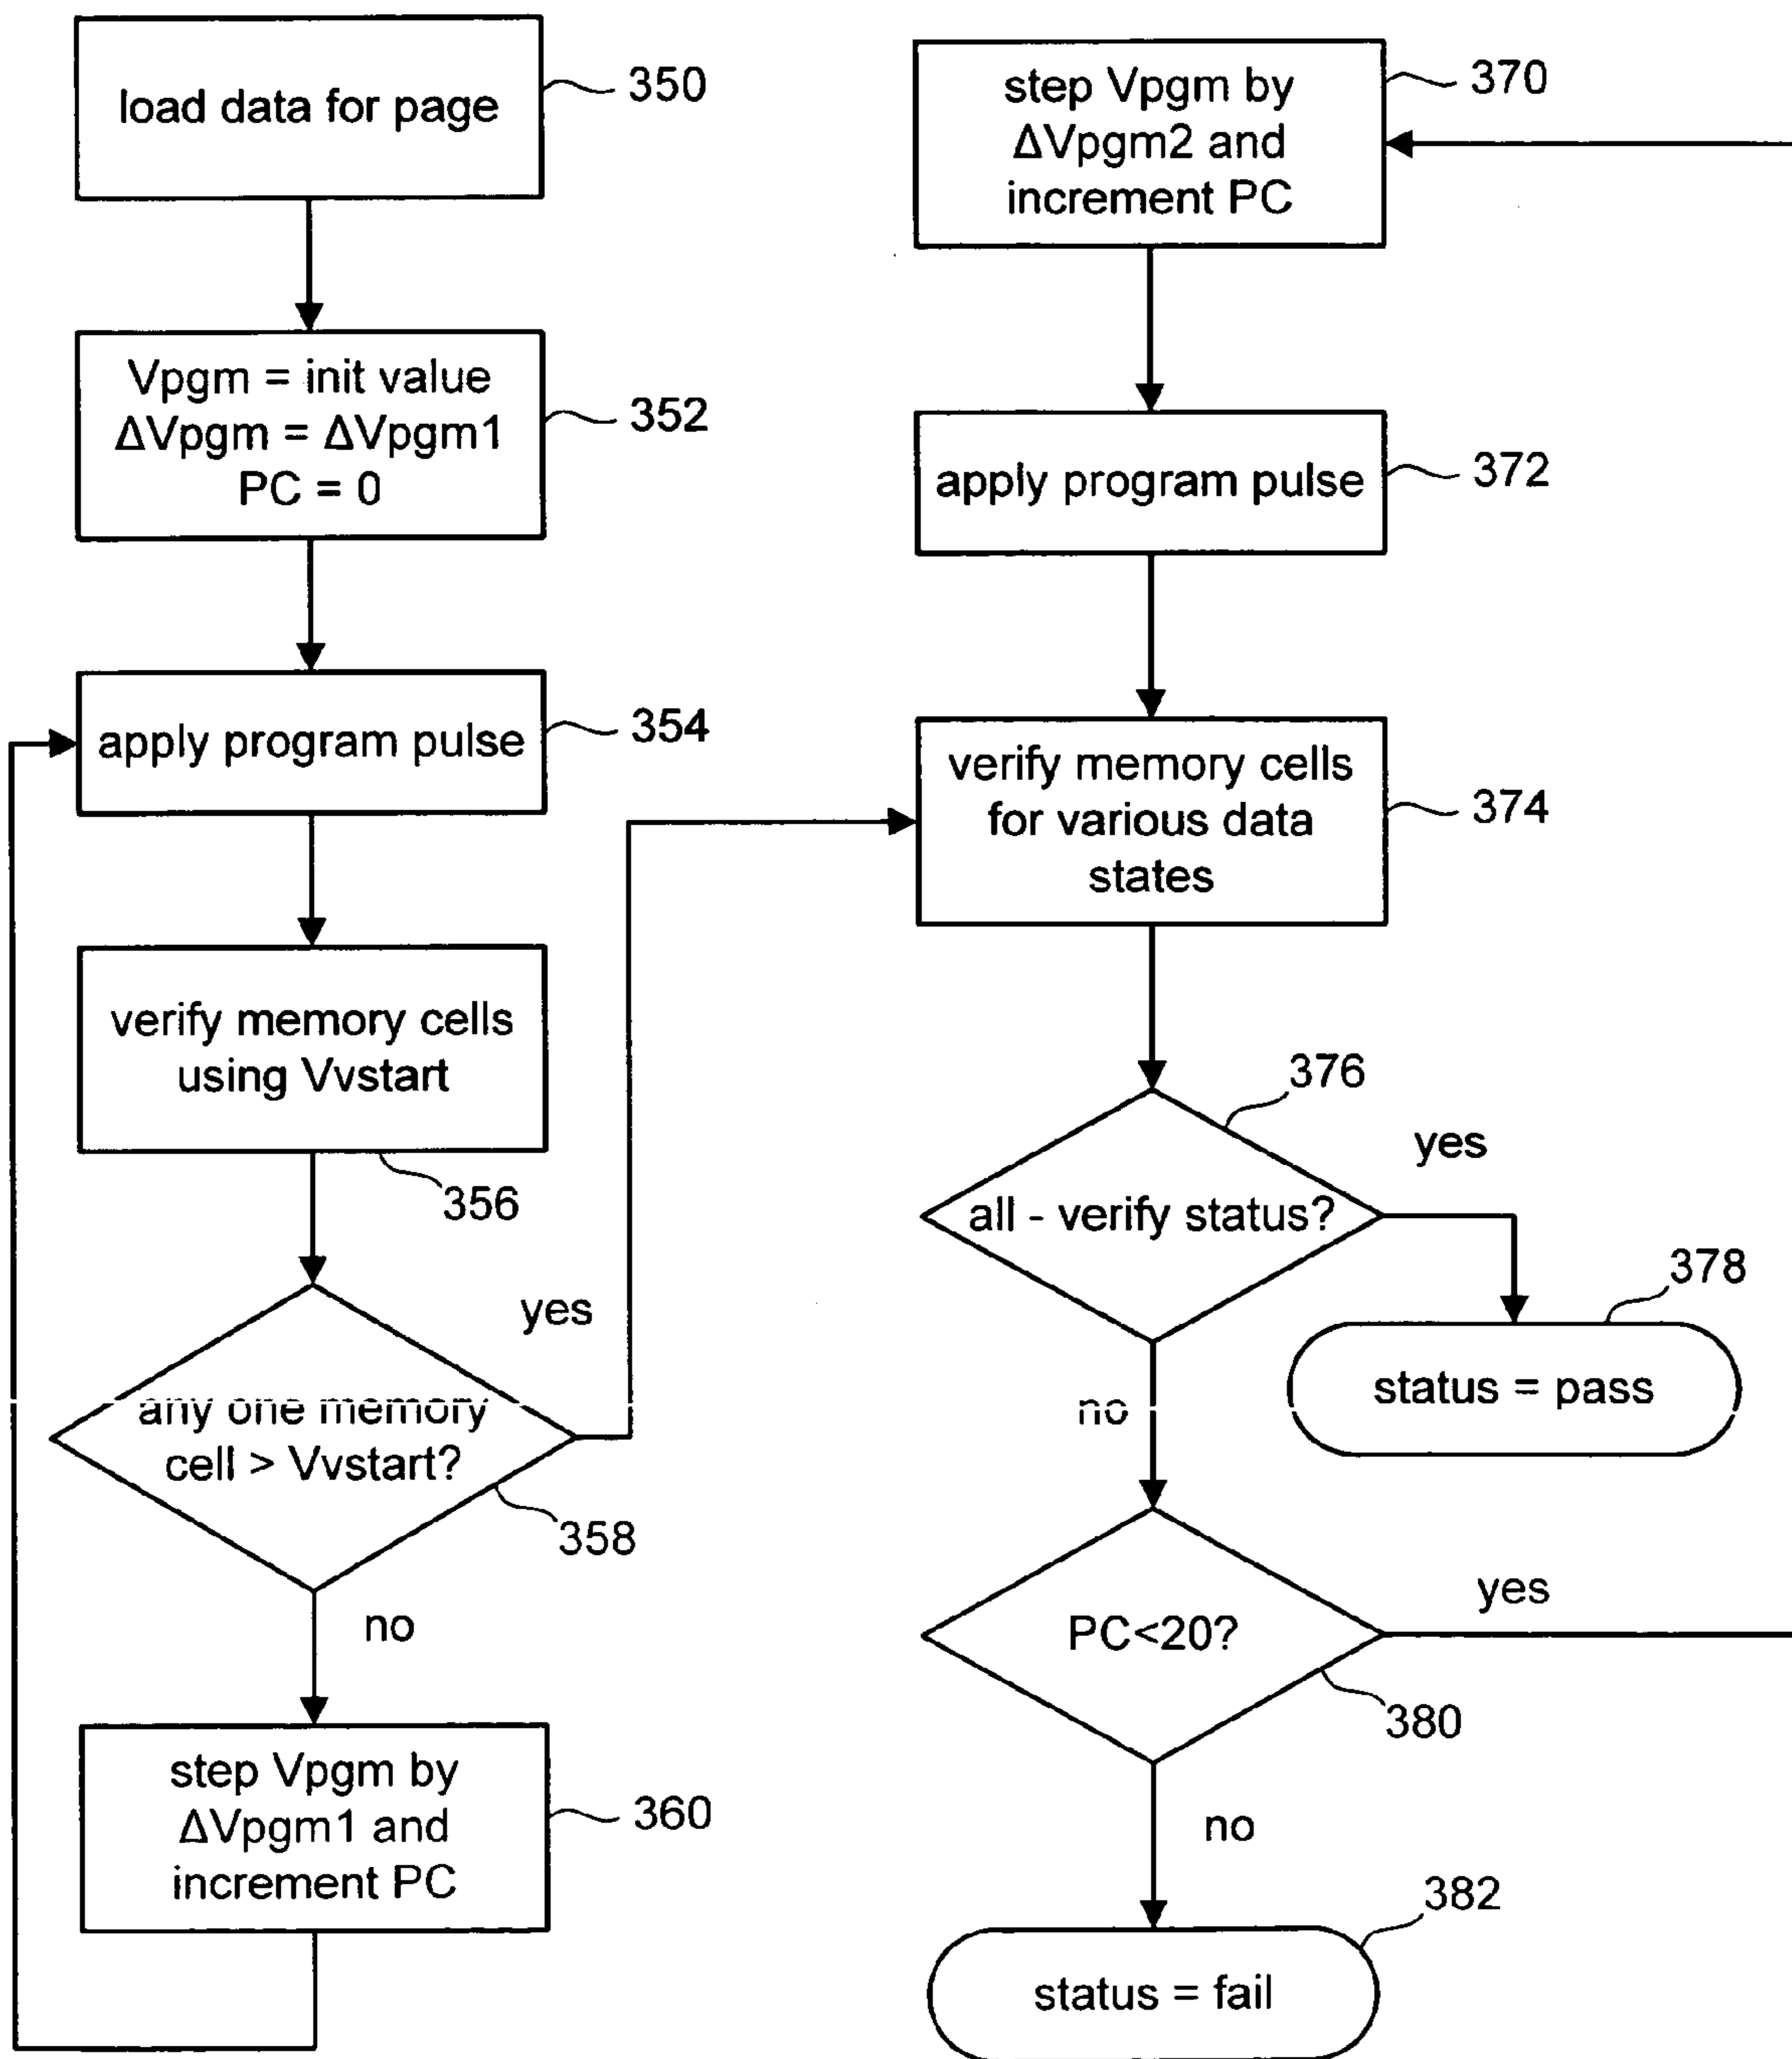 load data for page
350
Vpgm = init value
ΔVpgm = ΔVpgm1
PC = 0
352
apply program pulse
354
verify memory cells
using Vvstart
356
any one memory
cell > Vvstart?
358
yes
no
step Vpgm by
ΔVpgm1 and
increment PC
360
step Vpgm by
ΔVpgm2 and
increment PC
370
apply program pulse
372
verify memory cells
for various data
states
374
376
all - verify status?
yes
378
status = pass
no
PC<20?
yes
380
no
382
status = fail